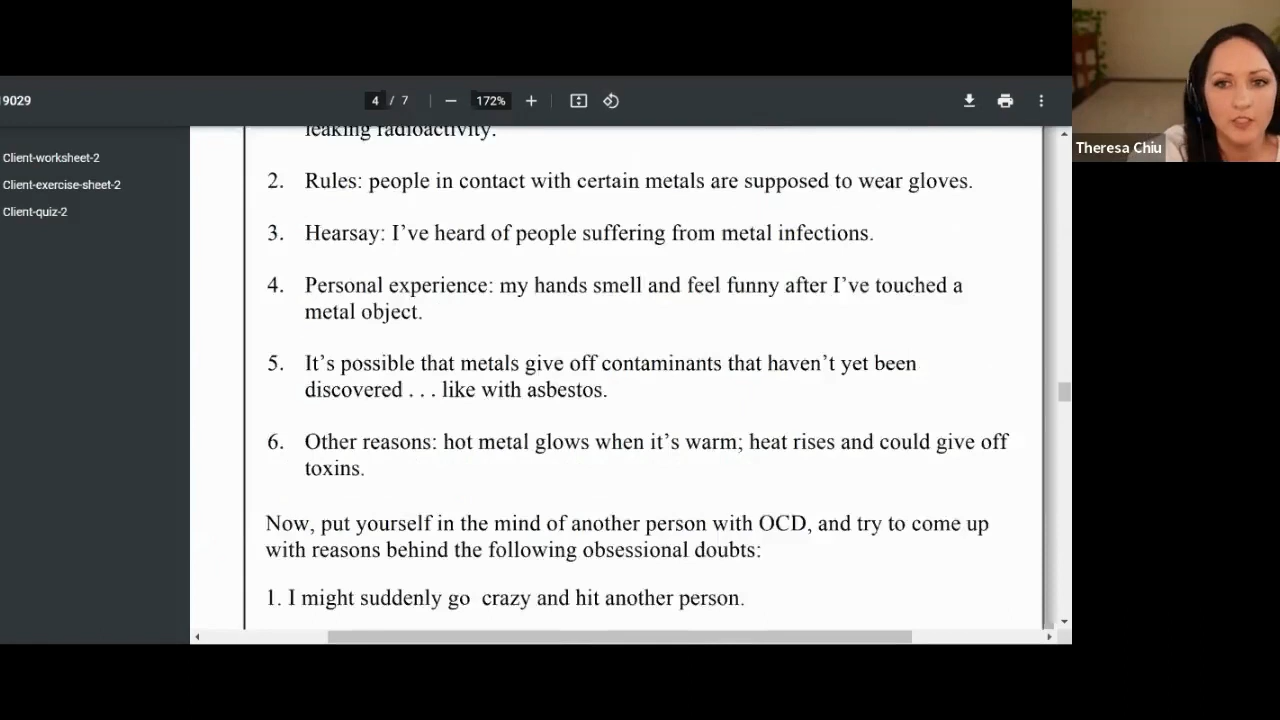 19029
4 / 7
172%
Theresa Chiu
Client-worksheet-2
Client-exercise-sheet-2
Client-quiz-2
leaking radioactivity.
2. Rules: people in contact with certain metals are supposed to wear gloves.
3. Hearsay: I’ve heard of people suffering from metal infections.
4. Personal experience: my hands smell and feel funny after I’ve touched a
metal object.
5. It’s possible that metals give off contaminants that haven’t yet been
discovered . . . like with asbestos.
6. Other reasons: hot metal glows when it’s warm; heat rises and could give off
toxins.
Now, put yourself in the mind of another person with OCD, and try to come up
with reasons behind the following obsessional doubts:
1. I might suddenly go crazy and hit another person.